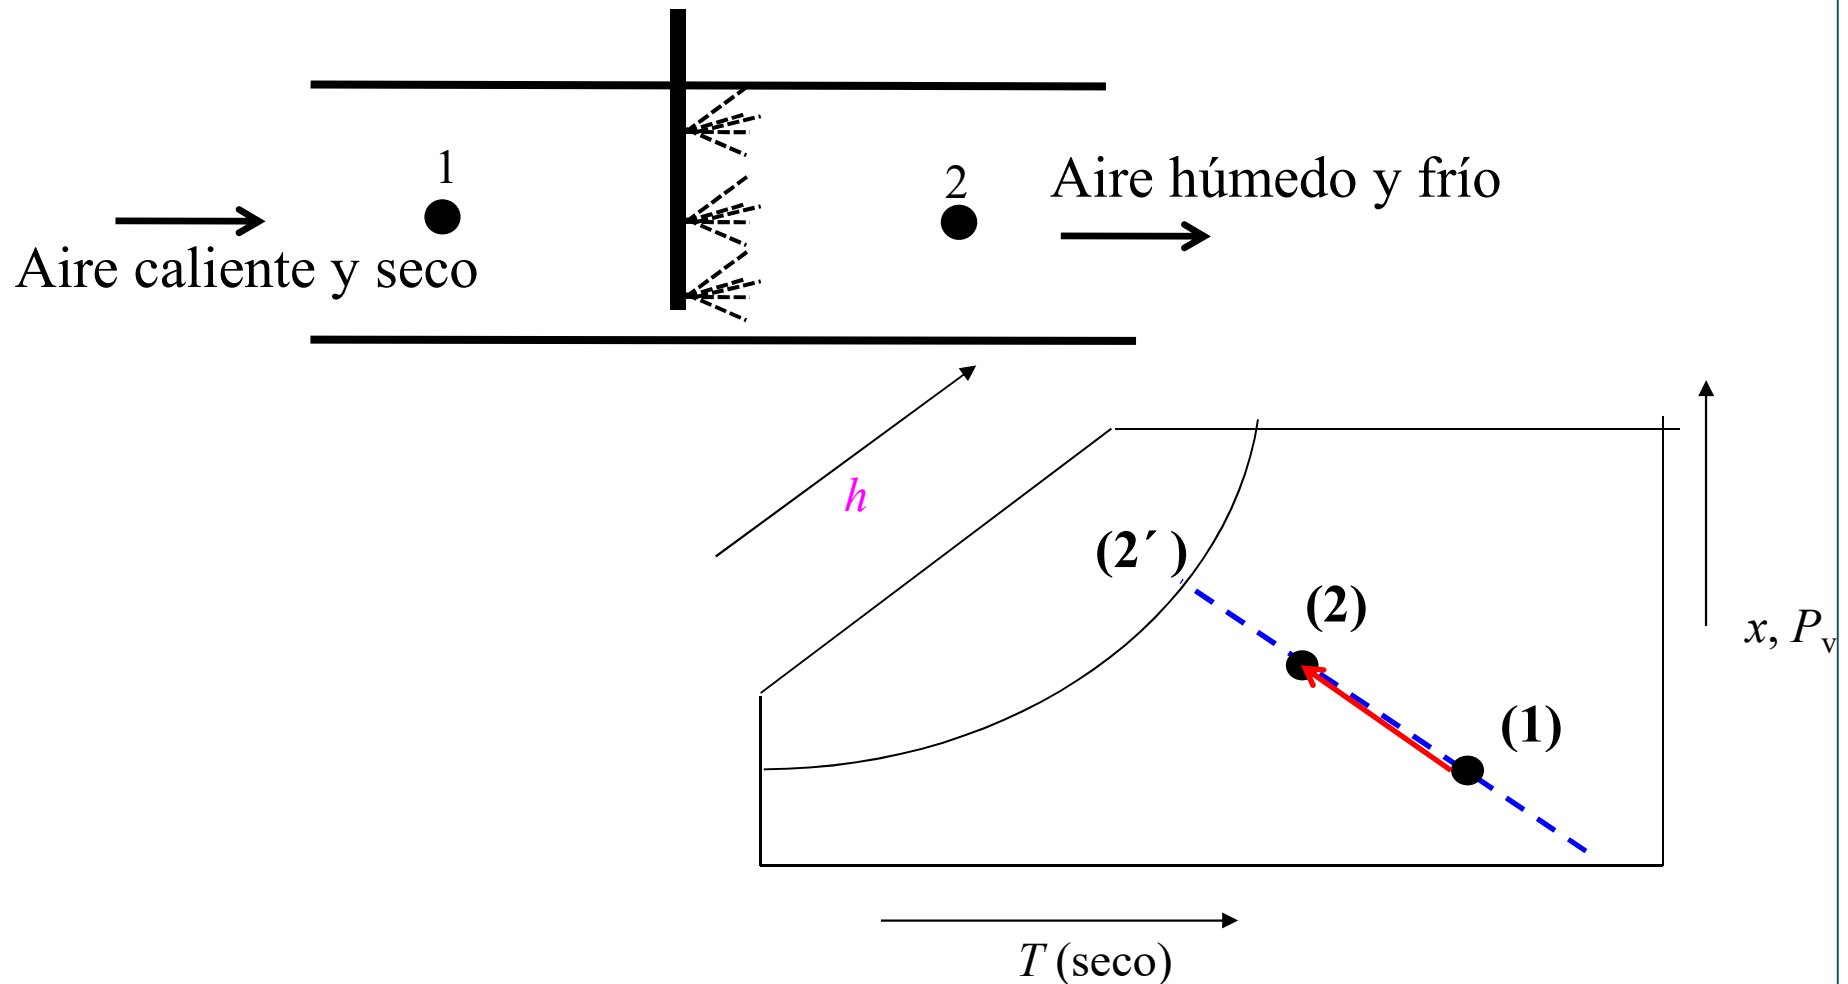 1
2
Aire húmedo y frío
Aire caliente y seco
h
(2´ )
(2)
x, Pv
(1)
T (seco)